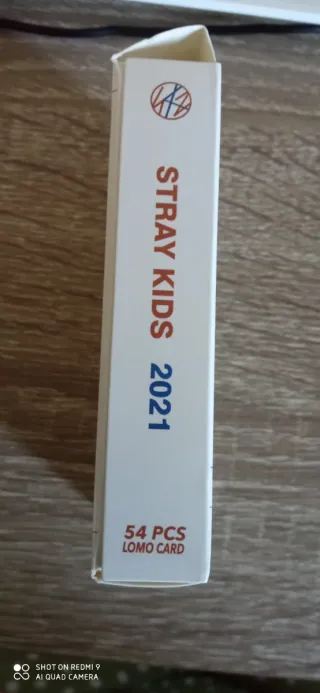 STRAY KIDS 2021
54 PCS
LOMO CARD
SHOT ON REDMI 9
AI QUAD CAMERA